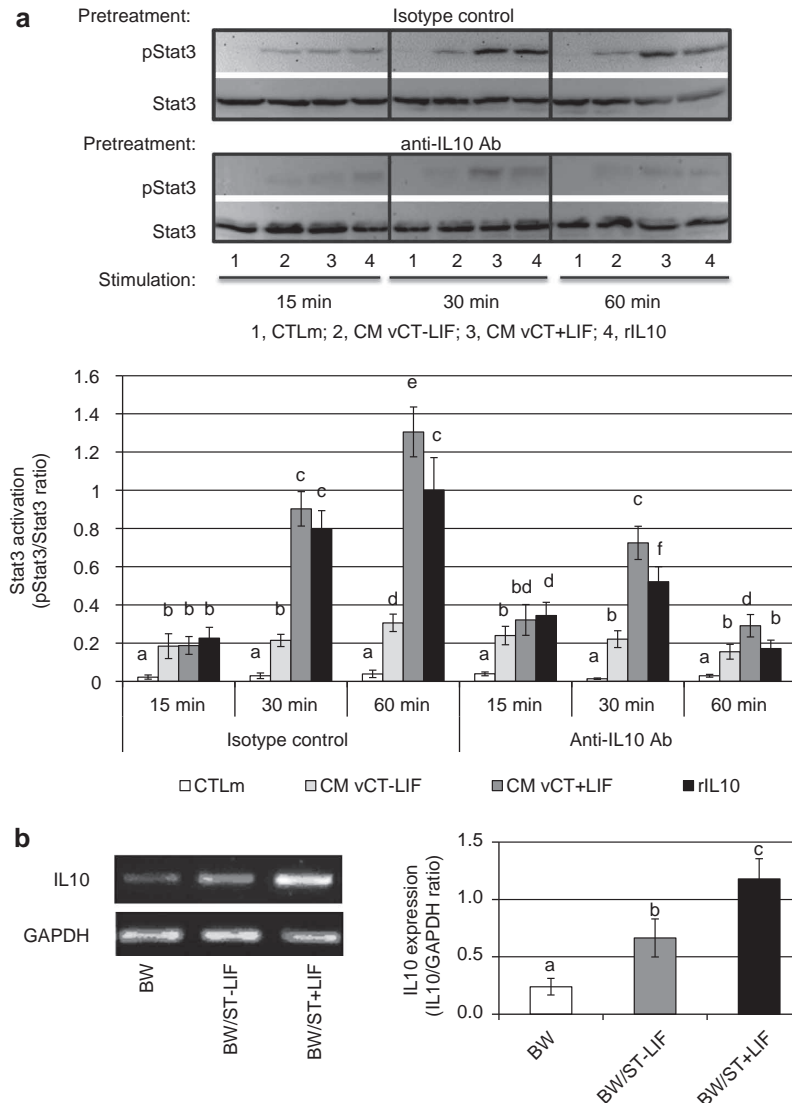 a
Pretreatment: Isotype control
pStat3
Stat3
Pretreatment: anti-IL10 Ab
pStat3
Stat3
1 2 3 4 1 2 3 4 1 2 3 4
Stimulation:
15 min 30 min 60 min
1, CTLm; 2, CM vCT-LIF; 3, CM vCT+LIF; 4, rIL10
Stat3 activation
(pStat3/Stat3 ratio)
1.6
1.4
1.2
1
0.8
0.6
0.4
0.2
0
a b b b a b c c a d e c a b bd d a b c f a b d b
15 min 30 min 60 min 15 min 30 min 60 min
Isotype control Anti-IL10 Ab
CTLm CM vCT-LIF CM vCT+LIF rIL10
b
IL10
GAPDH
BW
BW/ST-LIF
BW/ST+LIF
IL10 expression
(IL10/GAPDH ratio)
1.5
1.0
0.5
0.0
a b c
BW
BW/ST-LIF
BW/ST+LIF